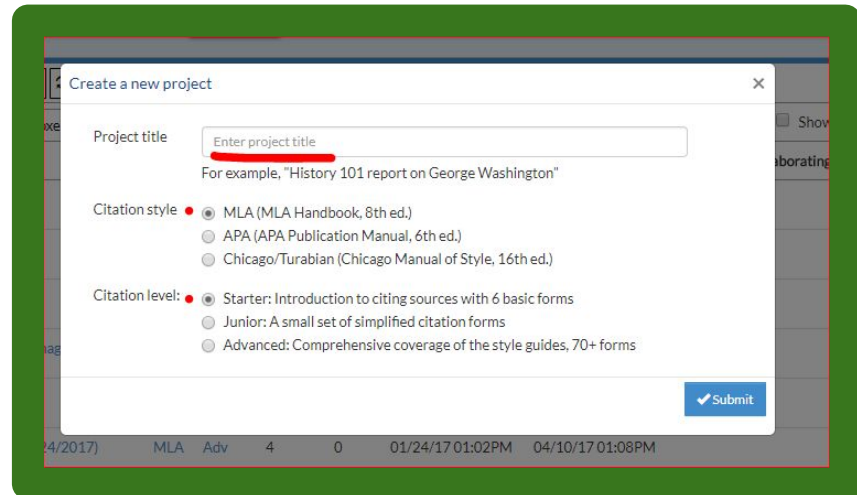 Create a new project ×
Show
Project title
Enter project title
For example, "History 101 report on George Washington"
Citation style
MLA (MLA Handbook, 8th ed.)
APA (APA Publication Manual, 6th ed.)
Chicago/Turabian (Chicago Manual of Style, 16th ed.)
Citation level:
Starter: Introduction to citing sources with 6 basic forms
Junior: A small set of simplified citation forms
Advanced: Comprehensive coverage of the style guides, 70+ forms
Submit
24/2017) MLA Adv 4 0 01/24/17 01:02PM 04/10/17 01:08PM